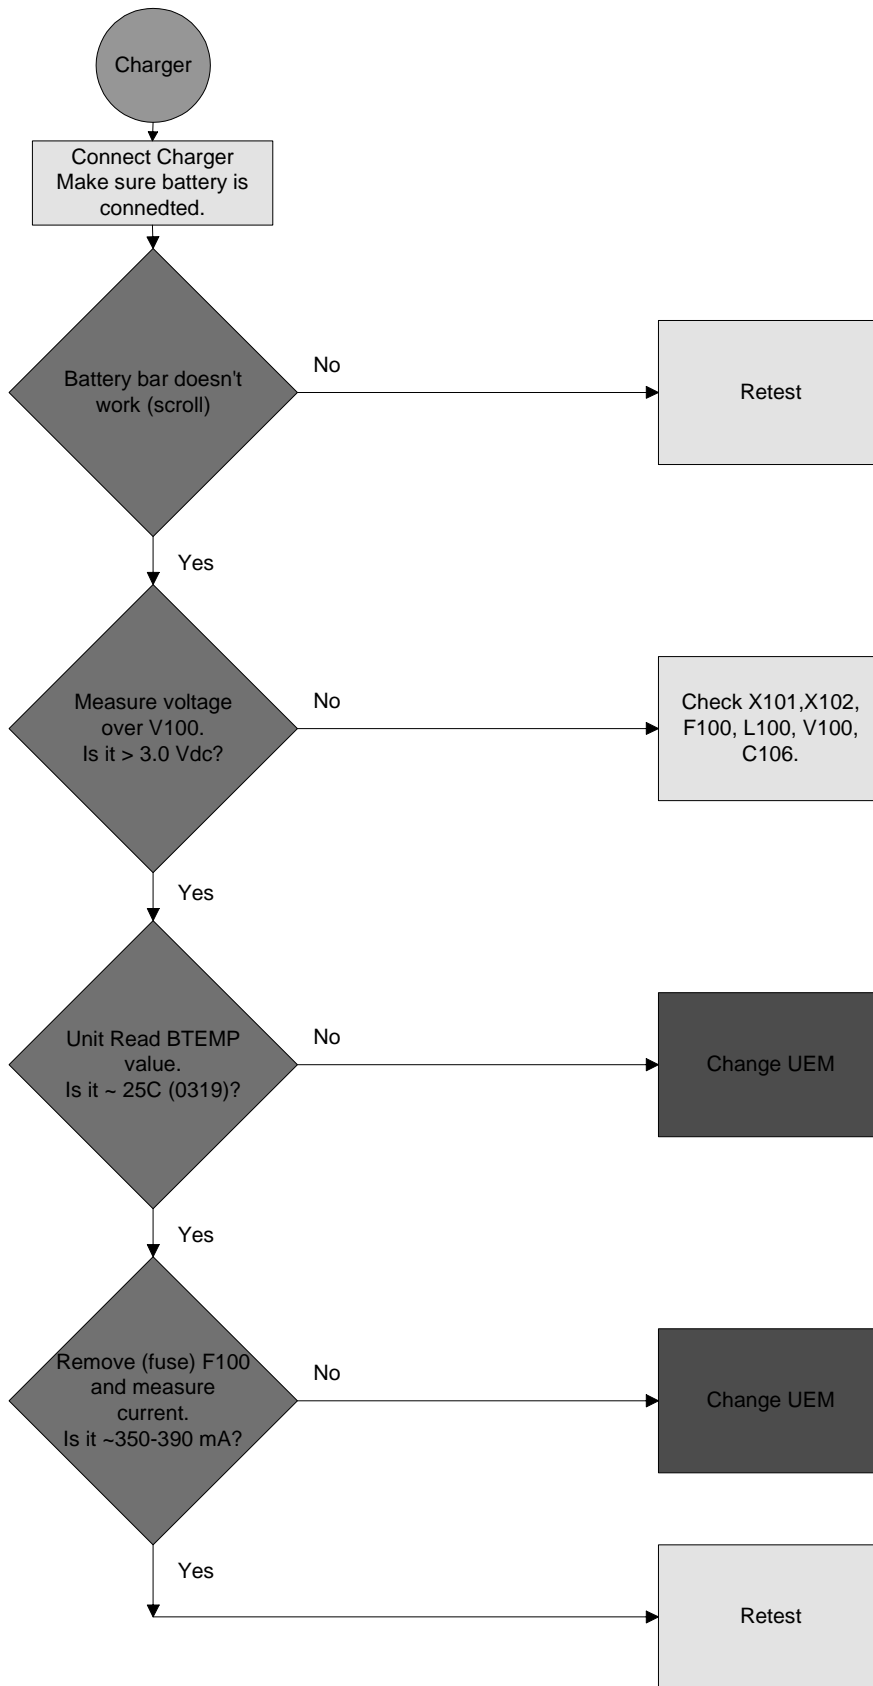 Charger
Connect Charger
Make sure battery is
connedted.
Battery bar doesn't
work (scroll)
No
Retest
Yes
Measure voltage
over V100.
Is it > 3.0 Vdc?
No
Check X101,X102,
F100, L100, V100,
C106.
Yes
Unit Read BTEMP
value.
Is it ~ 25C (0319)?
No
Change UEM
Yes
Remove (fuse) F100
and measure
current.
Is it ~350-390 mA?
No
Change UEM
Yes
Retest